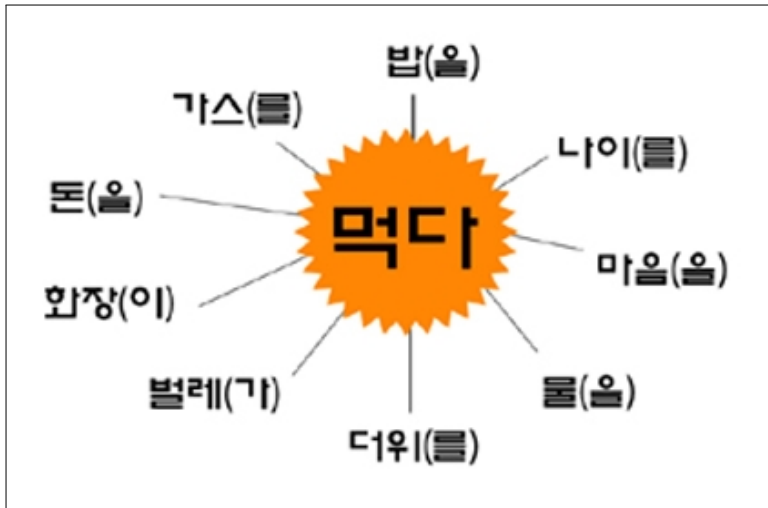 밥(을)
가스(를)
나이(를)
돈(을)
먹다
마음(을)
화장(이)
벌레(가)
물(을)
더위(를)